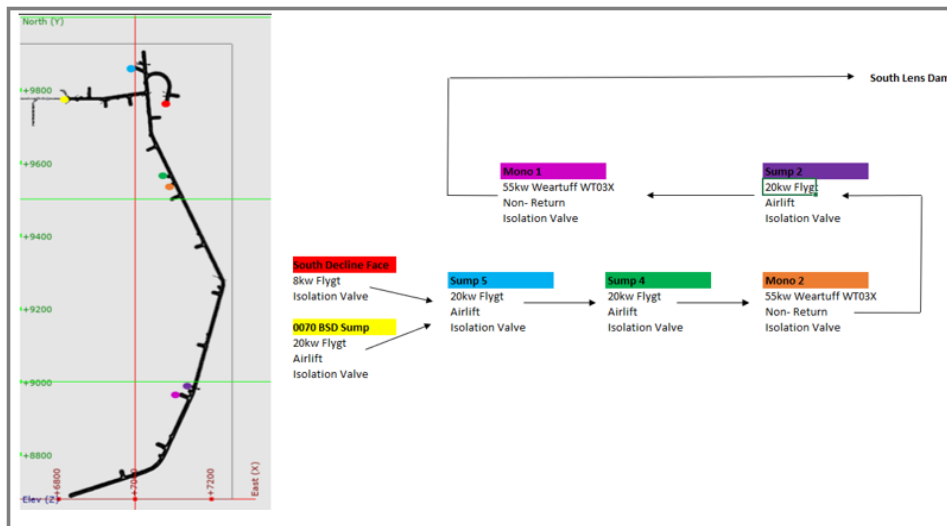 North (Y)
+9800
+9600
+9400
+9200
+9000
+8800
+6800
+7000
+7200
East (X)
Elev (Z)
South Lens Dam
Mono 1
55kw Weartuff WT03X
Non- Return
Isolation Valve
Sump 2
20kw Flygt
Airlift
Isolation Valve
South Decline Face
8kw Flygt
Isolation Valve
0070 BSD Sump
20kw Flygt
Airlift
Isolation Valve
Sump 5
20kw Flygt
Airlift
Isolation Valve
Sump 4
20kw Flygt
Airlift
Isolation Valve
Mono 2
55kw Weartuff WT03X
Non- Return
Isolation Valve